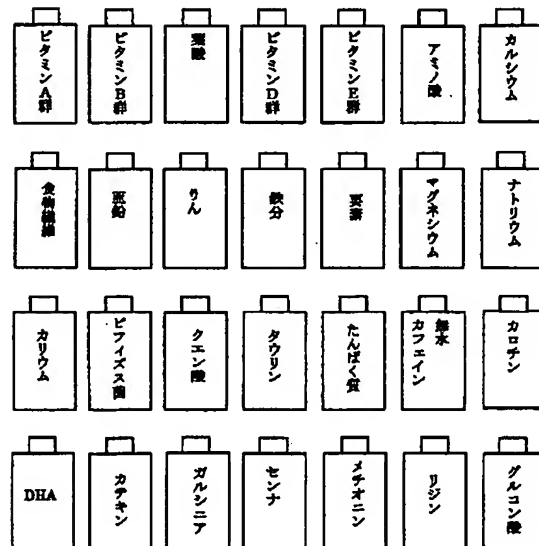 ビタミンA群
ビタミンB群
葉酸
ビタミンD群
ビタミンE群
アミノ酸
カルシウム
食物繊維
亜鉛
りん
鉄分
マグネシウム
ナトリウム
カリウム
ビフィズス菌
クエン酸
タウリン
たんぱく質
無水
カフェイン
カロチン
DHA
カテキン
ガルシニア
センナ
メチオニン
リジン
グルコン酸